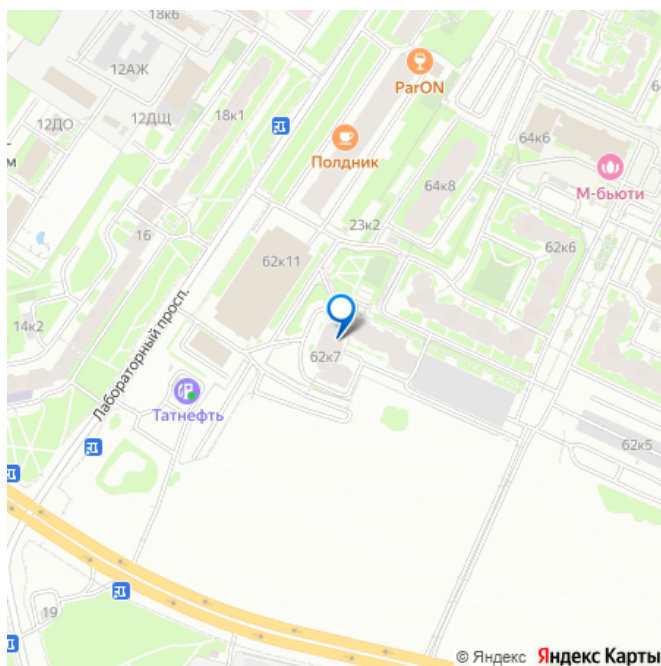 18к6
12АЖ
ParON
18к1
12ДО
12ДЩ
64к6
м
Полдник
М-бьюти
64к8
23к2
16
62к6
62к11
14к2
Лабораторный просп.
62к7
Татнефть
62к5
19
© Яндекс Яндекс Карты